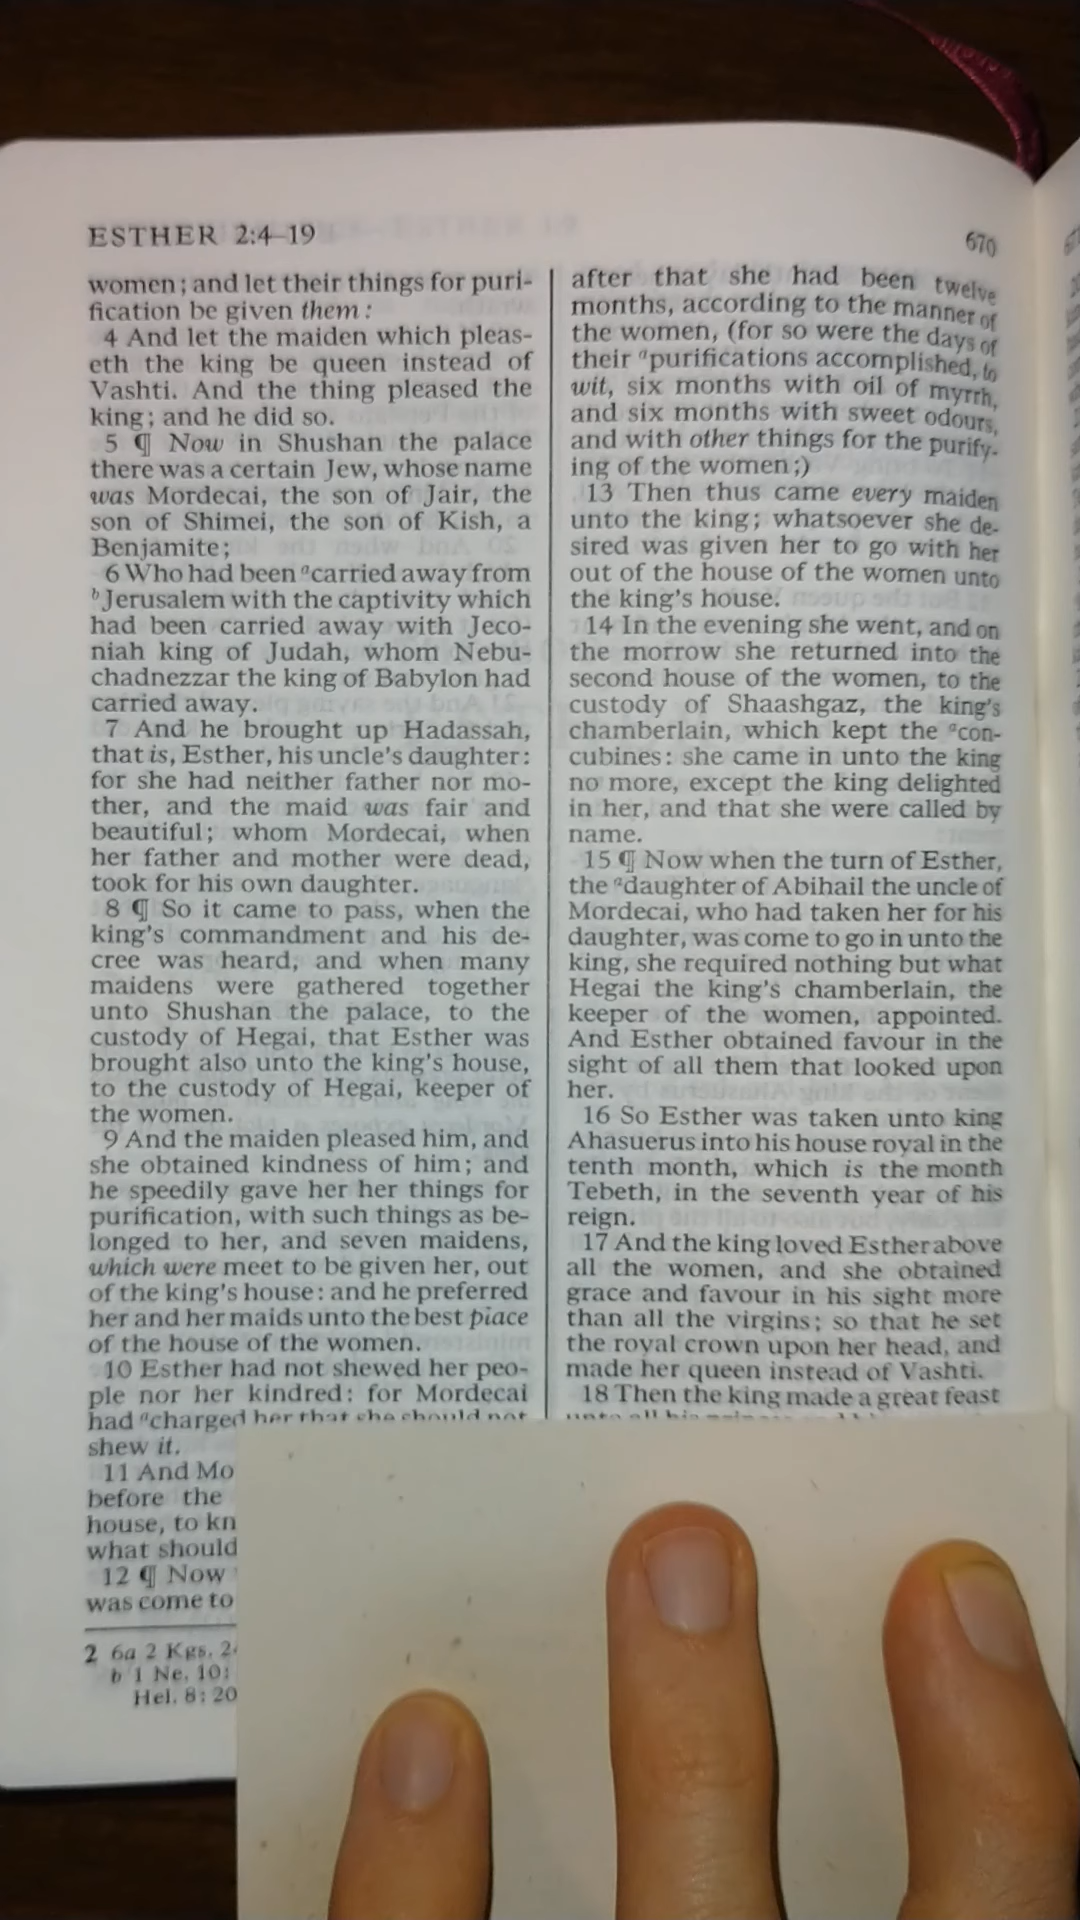 ESTHER 2:4–19
670
women; and let their things for puri-
fication be given them:
4 And let the maiden which pleas-
eth the king be queen instead of
Vashti. And the thing pleased the
king; and he did so.
5 ¶ Now in Shushan the palace
there was a certain Jew, whose name
was Mordecai, the son of Jair, the
son of Shimei, the son of Kish, a
Benjamite;
6 Who had been a carried away from
b Jerusalem with the captivity which
had been carried away with Jeco-
niah king of Judah, whom Nebu-
chadnezzar the king of Babylon had
carried away.
7 And he brought up Hadassah,
that is, Esther, his uncle's daughter:
for she had neither father nor mo-
ther, and the maid was fair and
beautiful; whom Mordecai, when
her father and mother were dead,
took for his own daughter.
8 ¶ So it came to pass, when the
king's commandment and his de-
cree was heard, and when many
maidens were gathered together
unto Shushan the palace, to the
custody of Hegai, that Esther was
brought also unto the king's house,
to the custody of Hegai, keeper of
the women.
9 And the maiden pleased him, and
she obtained kindness of him; and
he speedily gave her her things for
purification, with such things as be-
longed to her, and seven maidens,
which were meet to be given her, out
of the king's house: and he preferred
her and her maids unto the best place
of the house of the women.
10 Esther had not shewed her peo-
ple nor her kindred: for Mordecai
had a charged her that she should not
shew it.
11 And Mo
before the
house, to kn
what should
12 ¶ Now
was come to
2 6a 2 Kgs. 2
b 1 Ne. 10:
Hel. 8:20
after that she had been twelve
months, according to the manner of
the women, (for so were the days of
their a purifications accomplished, to
wit, six months with oil of myrrh,
and six months with sweet odours,
and with other things for the purify-
ing of the women;)
13 Then thus came every maiden
unto the king; whatsoever she de-
sired was given her to go with her
out of the house of the women unto
the king's house.
14 In the evening she went, and on
the morrow she returned into the
second house of the women, to the
custody of Shaashgaz, the king's
chamberlain, which kept the a con-
cubines: she came in unto the king
no more, except the king delighted
in her, and that she were called by
name.
15 ¶ Now when the turn of Esther,
the a daughter of Abihail the uncle of
Mordecai, who had taken her for his
daughter, was come to go in unto the
king, she required nothing but what
Hegai the king's chamberlain, the
keeper of the women, appointed.
And Esther obtained favour in the
sight of all them that looked upon
her.
16 So Esther was taken unto king
Ahasuerus into his house royal in the
tenth month, which is the month
Tebeth, in the seventh year of his
reign.
17 And the king loved Esther above
all the women, and she obtained
grace and favour in his sight more
than all the virgins; so that he set
the royal crown upon her head, and
made her queen instead of Vashti.
18 Then the king made a great feast
unto all his